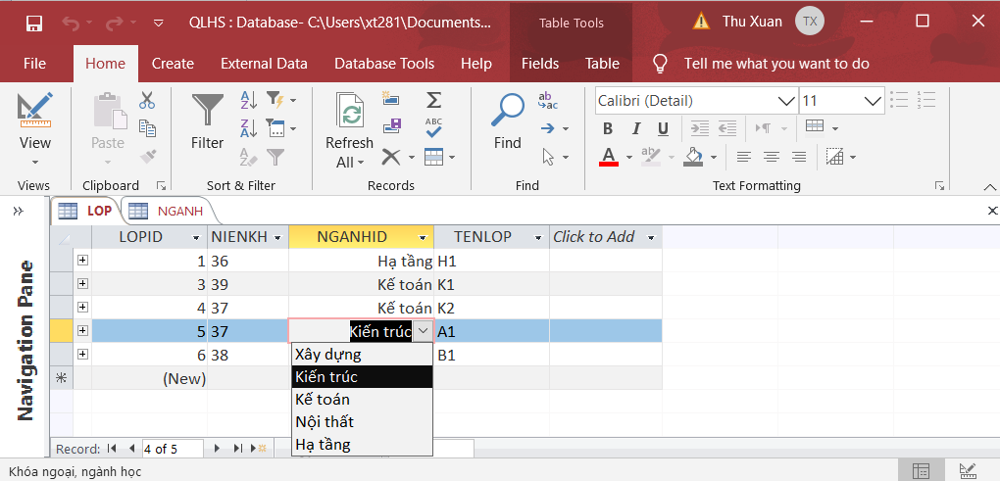 QLHS : Database- C:\Users\xt281\Documents...
Table Tools
Thu Xuan
TX
File Home Create External Data Database Tools Help Fields Table Tell me what you want to do
View
Views
Paste
Clipboard
Filter
Sort & Filter
Refresh
All
Records
Find
ab
ac
Find
Calibri (Detail) 11
B I U
A
Text Formatting
ABC
LOP NGANH
LOPID NIENKH NGANHID TENLOP Click to Add
1 36 Hạ tầng H1
3 39 Kế toán K1
4 37 Kế toán K2
5 37 Kiến trúc A1
6 38 B1
(New)
Xây dựng
Kiến trúc
Kế toán
Nội thất
Hạ tầng
Navigation Pane
Record: 4 of 5
Khóa ngoại, ngành học